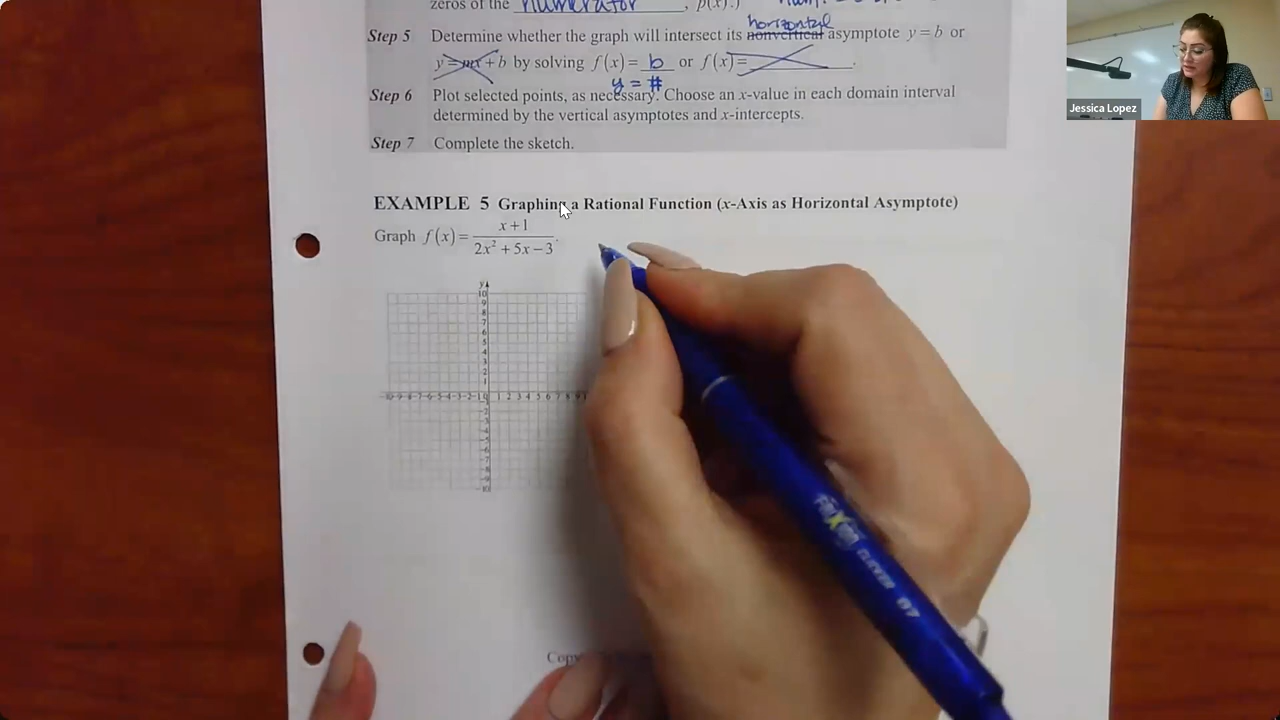 zeros of the numerator, p(x).)
horizontal
Step 5 Determine whether the graph will intersect its nonvertical asymptote y = b or
y = mx + b by solving f(x) = b or f(x) =
y = #
Step 6 Plot selected points, as necessary. Choose an x-value in each domain interval
determined by the vertical asymptotes and x-intercepts.
Step 7 Complete the sketch.
EXAMPLE 5 Graphing a Rational Function (x-Axis as Horizontal Asymptote)
Graph f(x) = (x+1)/(2x² + 5x − 3).
y
Jessica Lopez